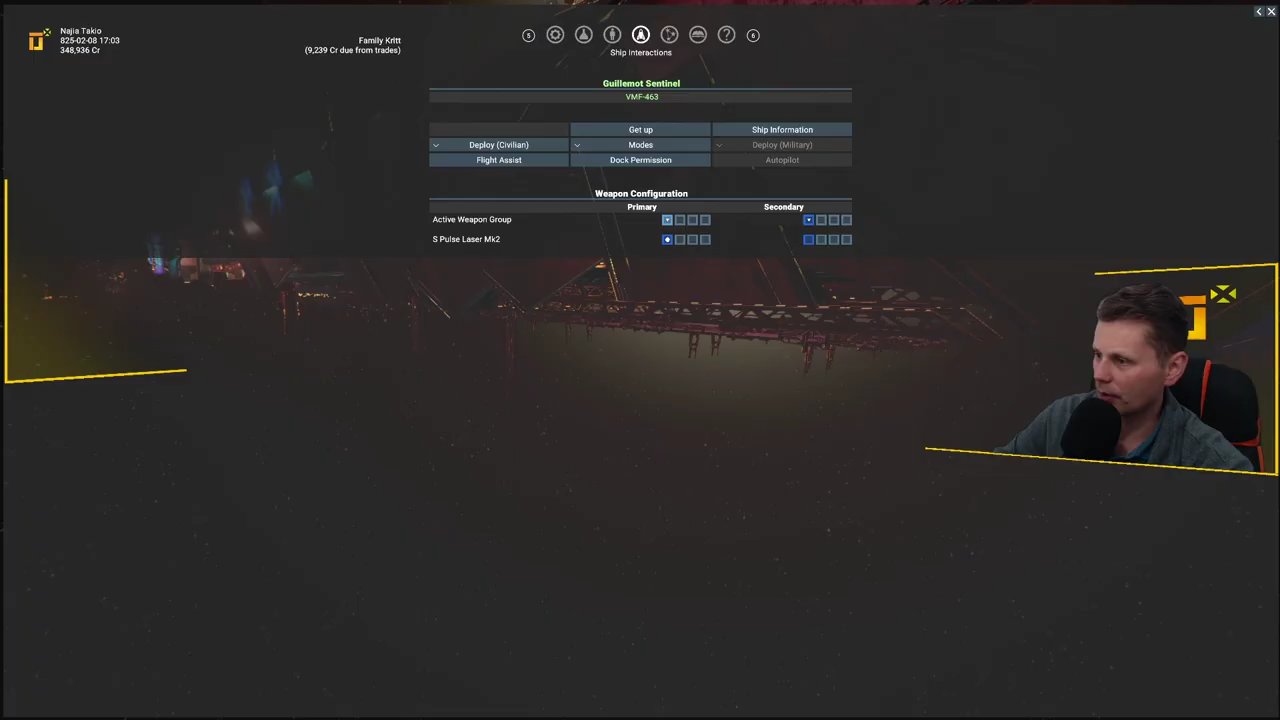 Najia Takio
825-02-08 17:03
348,936 Cr
Family Kritt
(9,239 Cr due from trades)
5
?
6
Ship Interactions
Guillemot Sentinel
VMF-463
Get up
Ship Information
Deploy (Civilian)
Modes
Deploy (Military)
Flight Assist
Dock Permission
Autopilot
Weapon Configuration
Primary
Secondary
Active Weapon Group
S Pulse Laser Mk2